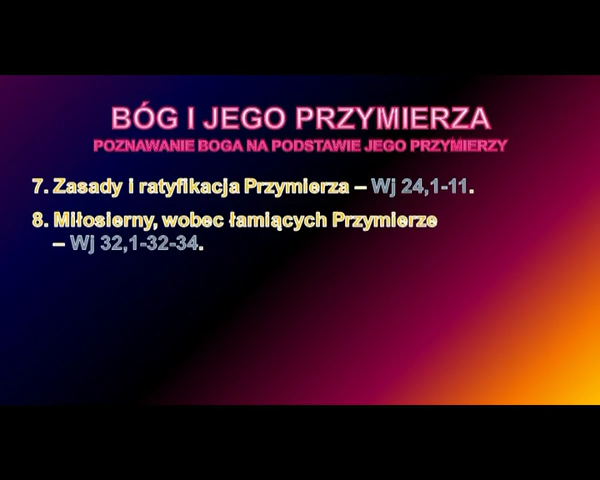 BÓG I JEGO PRZYMIERZA
POZNAWANIE BOGA NA PODSTAWIE JEGO PRZYMIERZY
7. Zasady i ratyfikacja Przymierza – Wj 24,1-11.
8. Miłosierny, wobec łamiących Przymierze
– Wj 32,1-32-34.